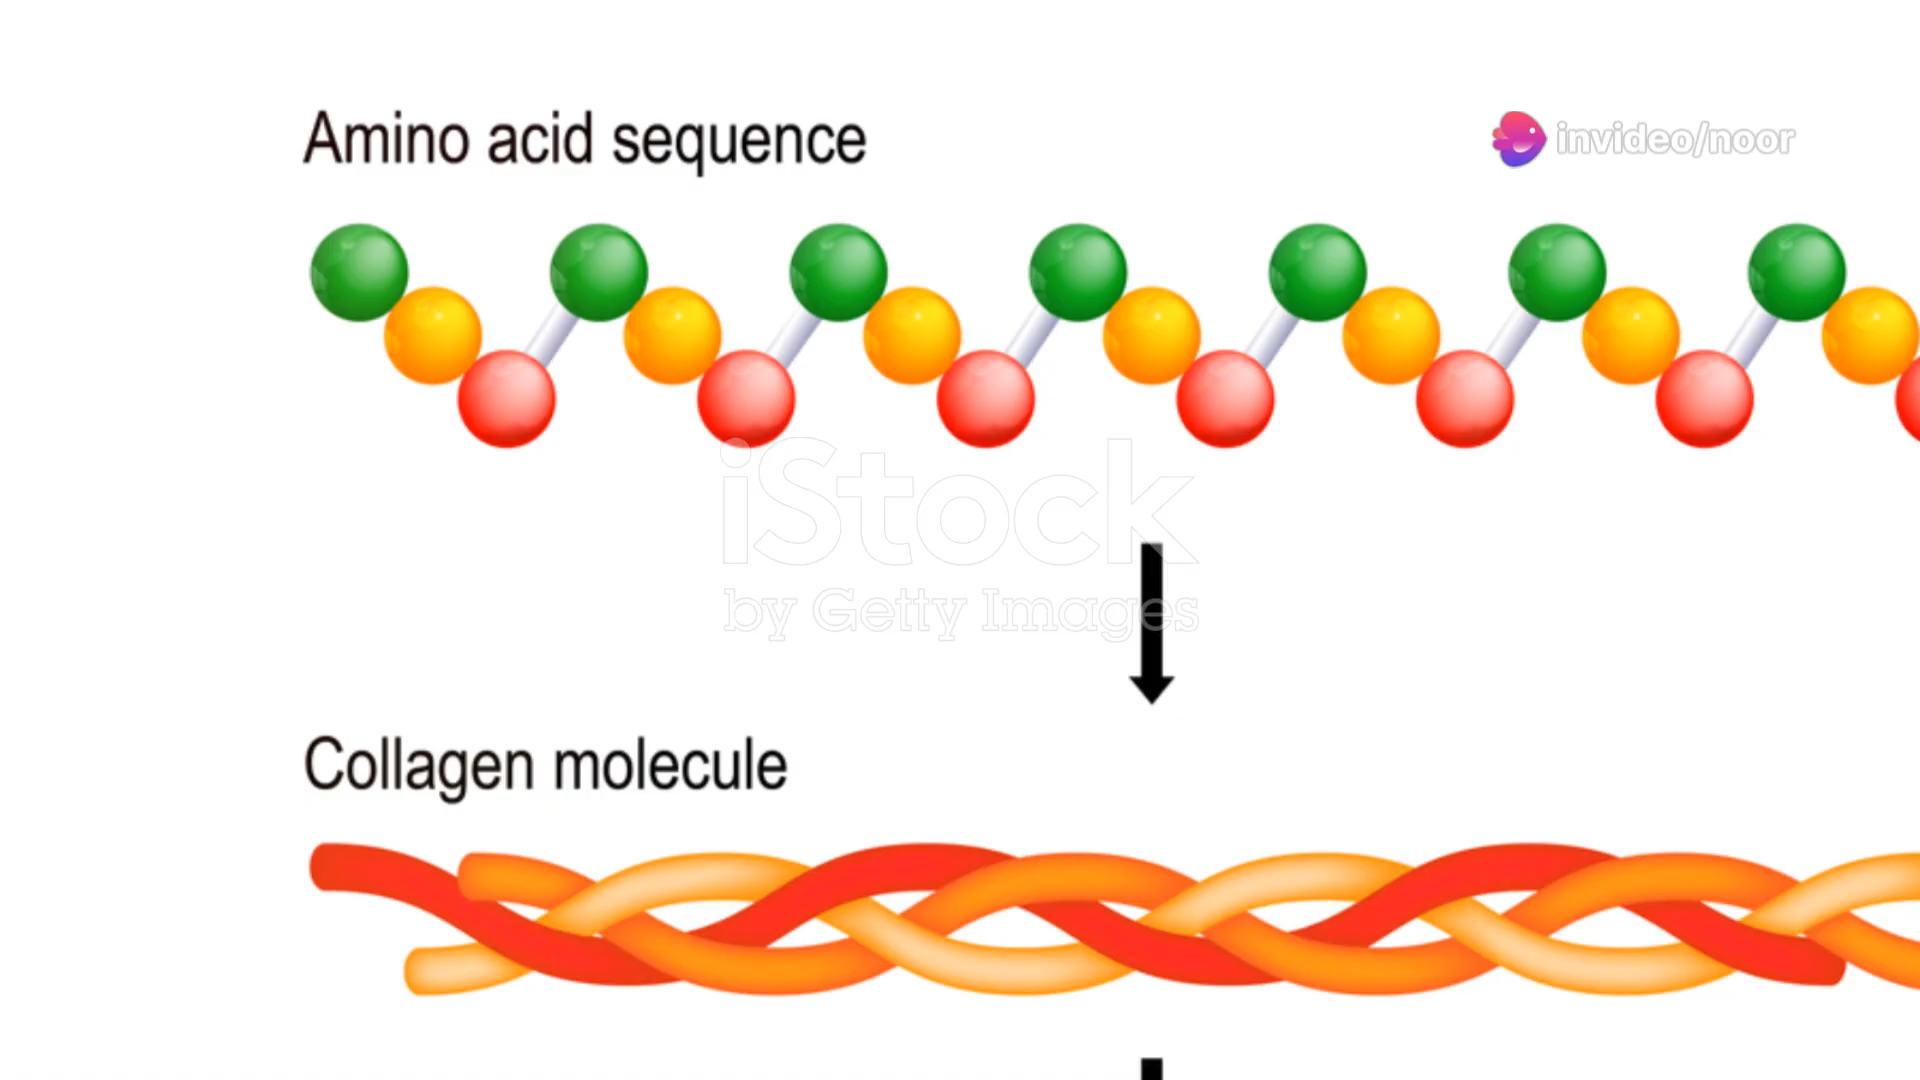 Amino acid sequence
invideo/noor
iStock
by Getty Images
Collagen molecule